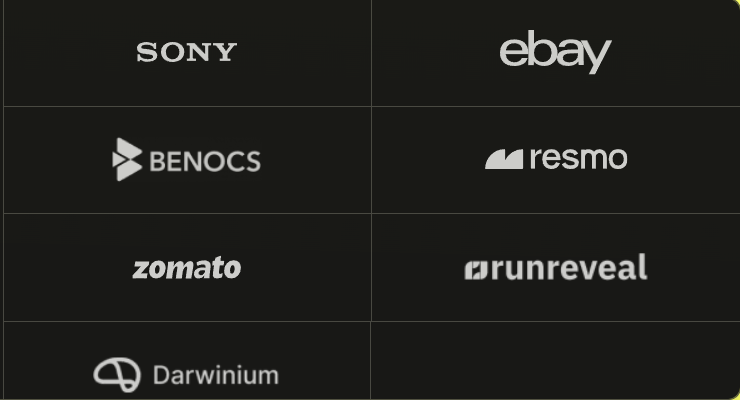 SONY
ebay
BENOCS
resmo
zomato
runreveal
Darwinium